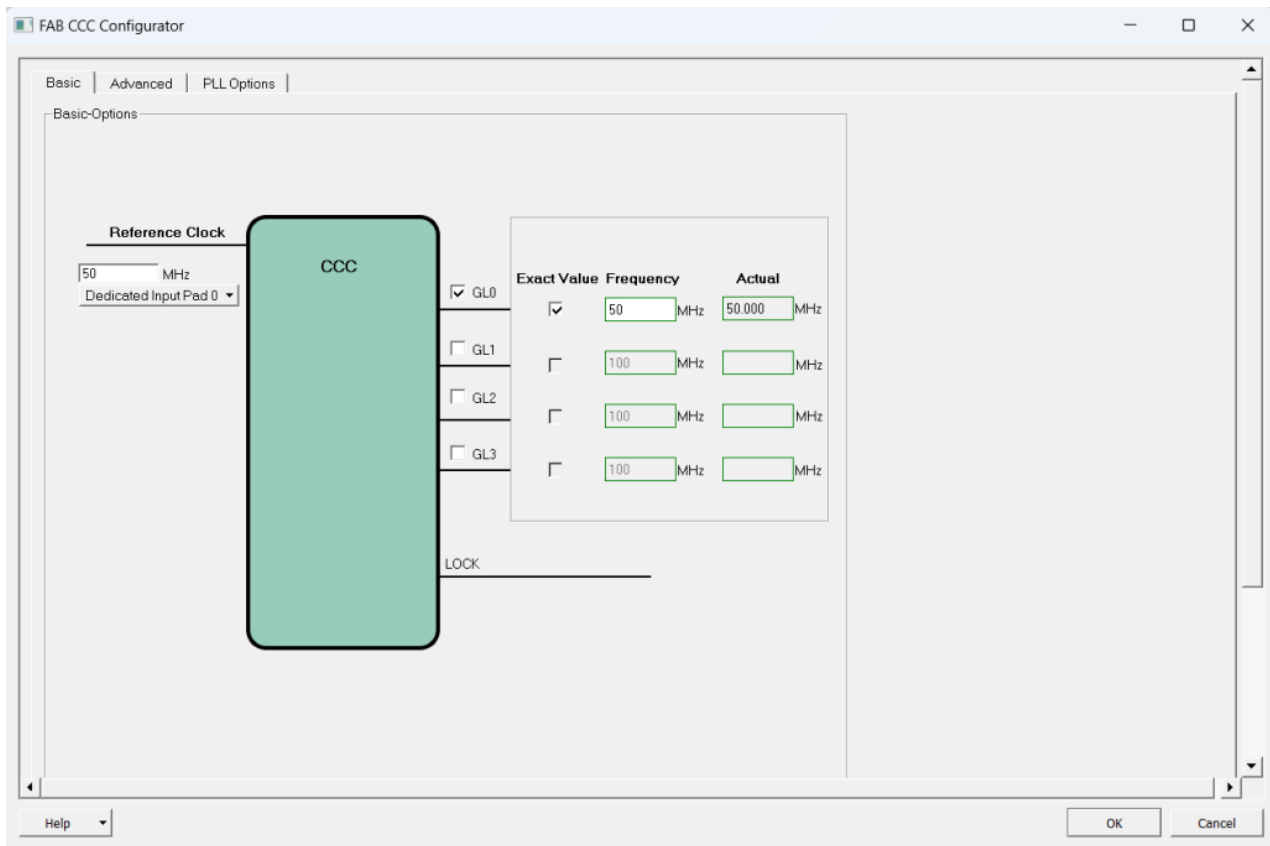 FAB CCC Configurator
Basic Advanced PLL Options
Basic-Options
Reference Clock
50 MHz
Dedicated Input Pad 0
CCC
GL0
GL1
GL2
GL3
LOCK
Exact Value Frequency Actual
50 MHz 50.000 MHz
100 MHz MHz
100 MHz MHz
100 MHz MHz
Help OK Cancel